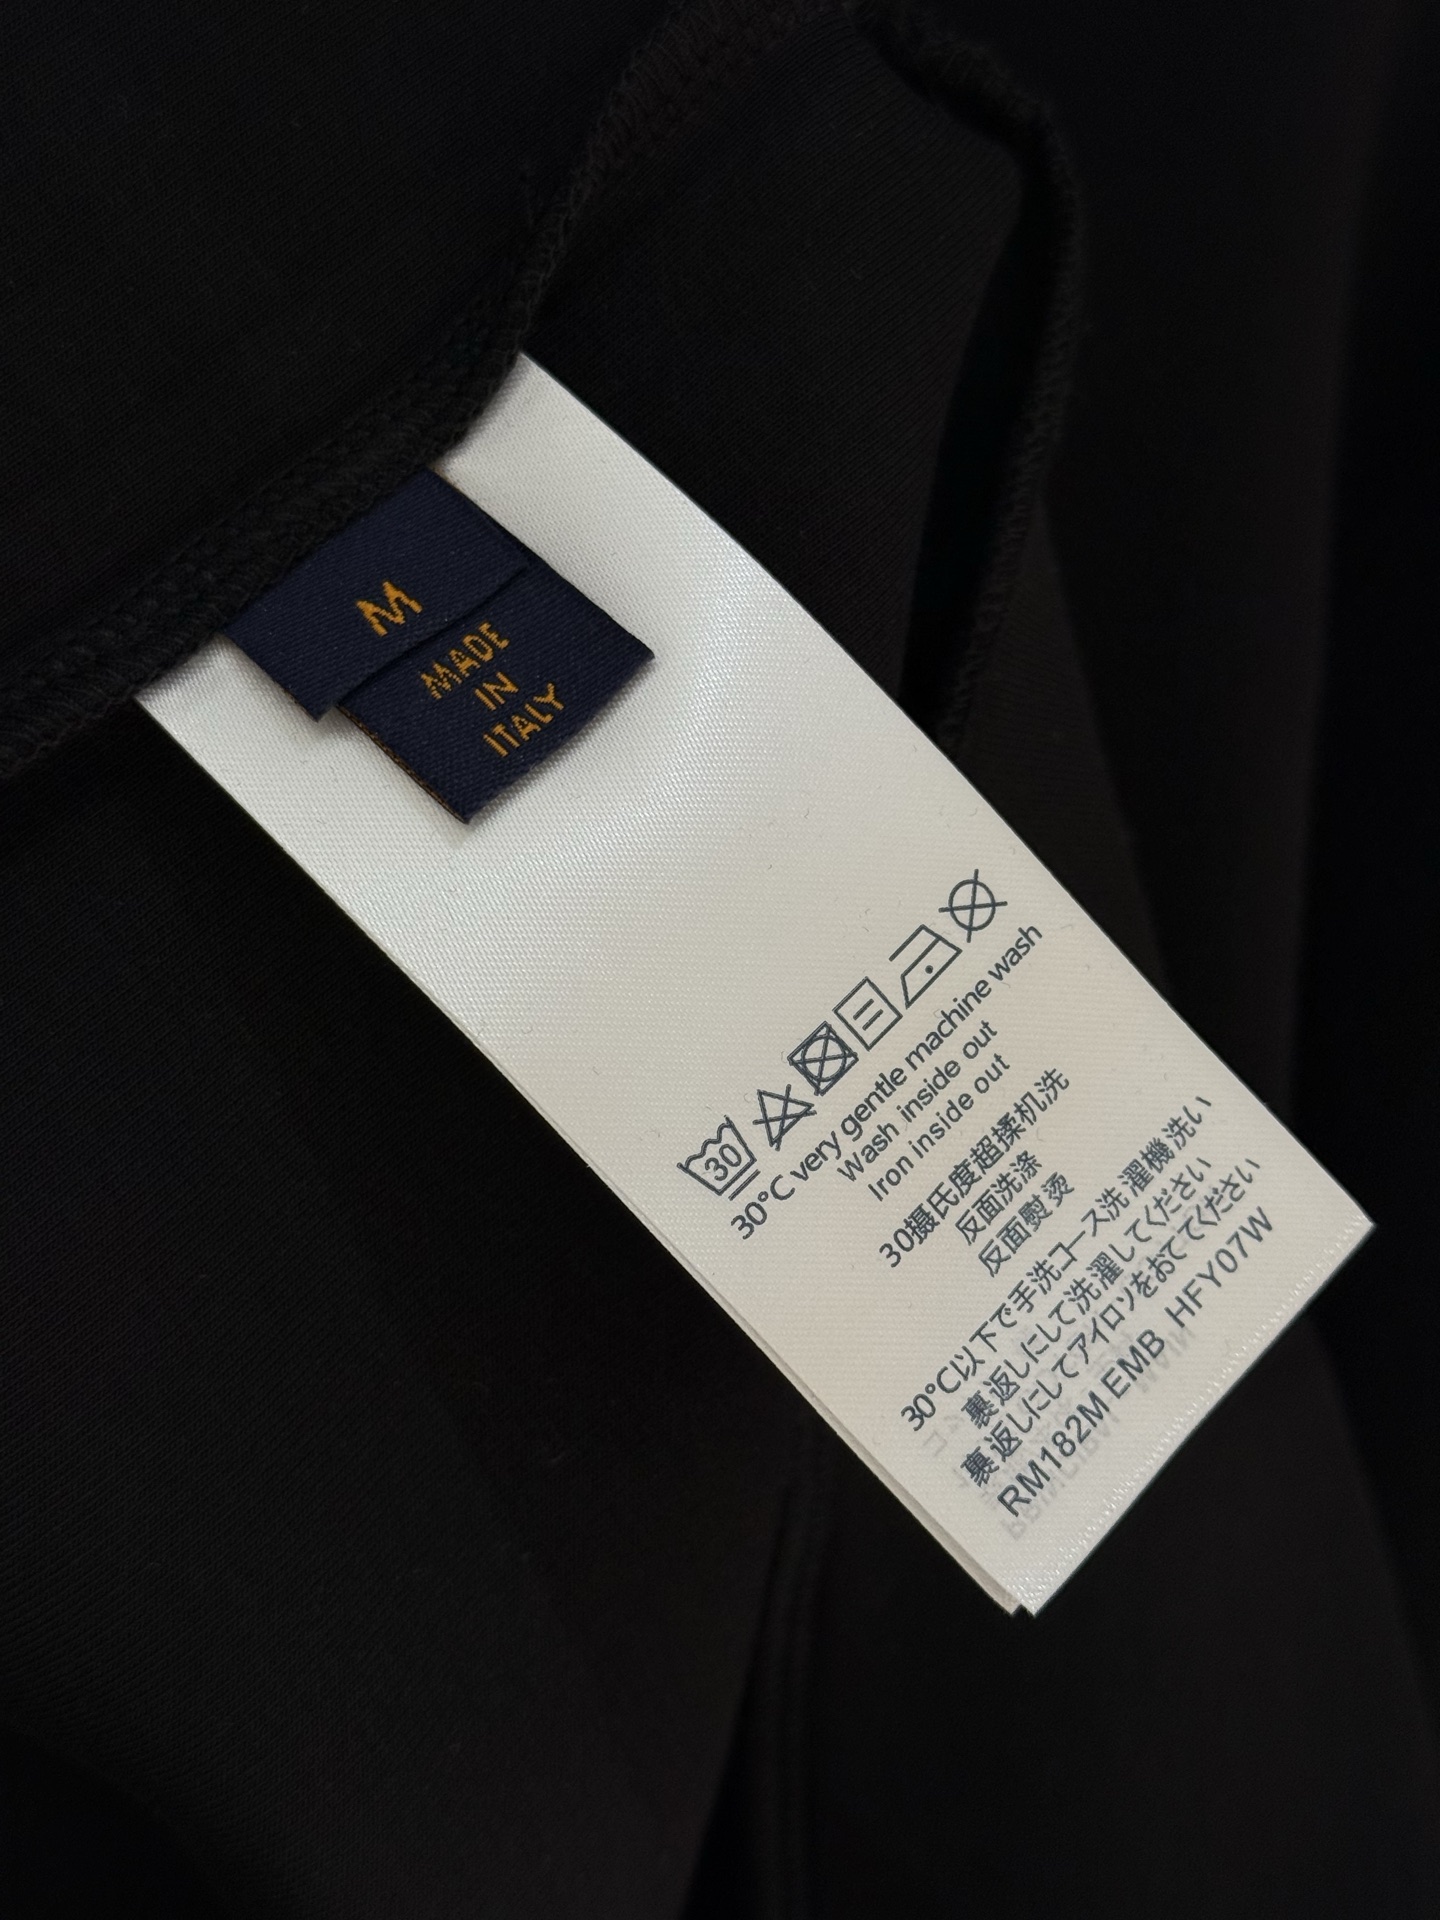 M
MADE
IN
ITALY
30
30°C very gentle machine wash
Wash inside out
Iron inside out
30摄氏度超揉机洗
反面洗涤
反面熨烫
30℃以下で手洗コース洗濯機洗い
裏返しにして洗濯してください
裏返しにしてアイロンをおてください
RM182M EMB HFY07W